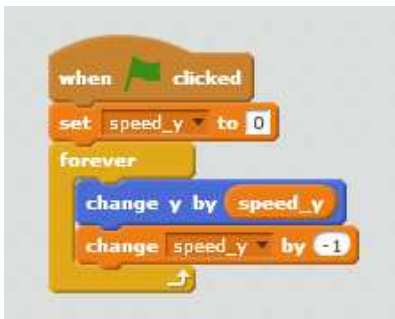 when clicked
set speed_y to 0
forever
change y by speed_y
change speed_y by -1